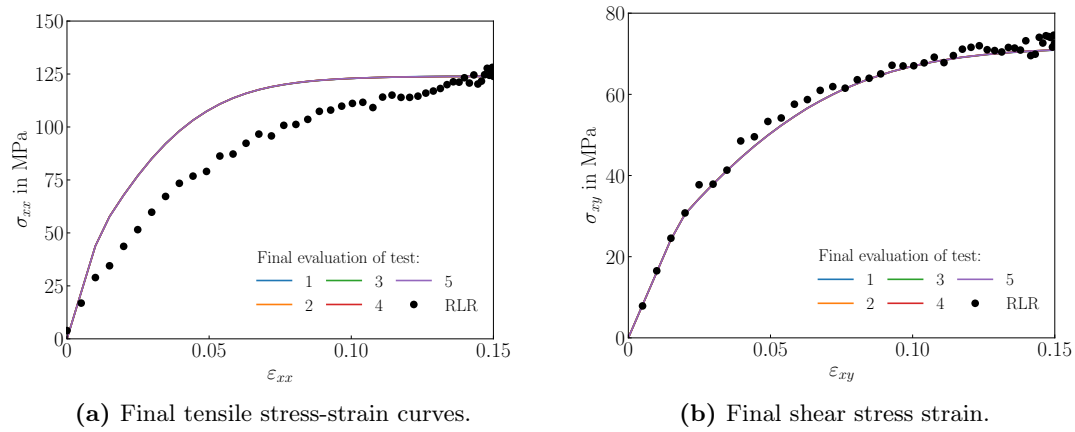 150
125
100
75
50
25
0
σxx in MPa
0 0.05 0.10 0.15
εxx
Final evaluation of test:
1 3 5
2 4 RLR
(a) Final tensile stress-strain curves.
80
60
40
20
0
σxy in MPa
0 0.05 0.10 0.15
εxy
Final evaluation of test:
1 3 5
2 4 RLR
(b) Final shear stress strain.